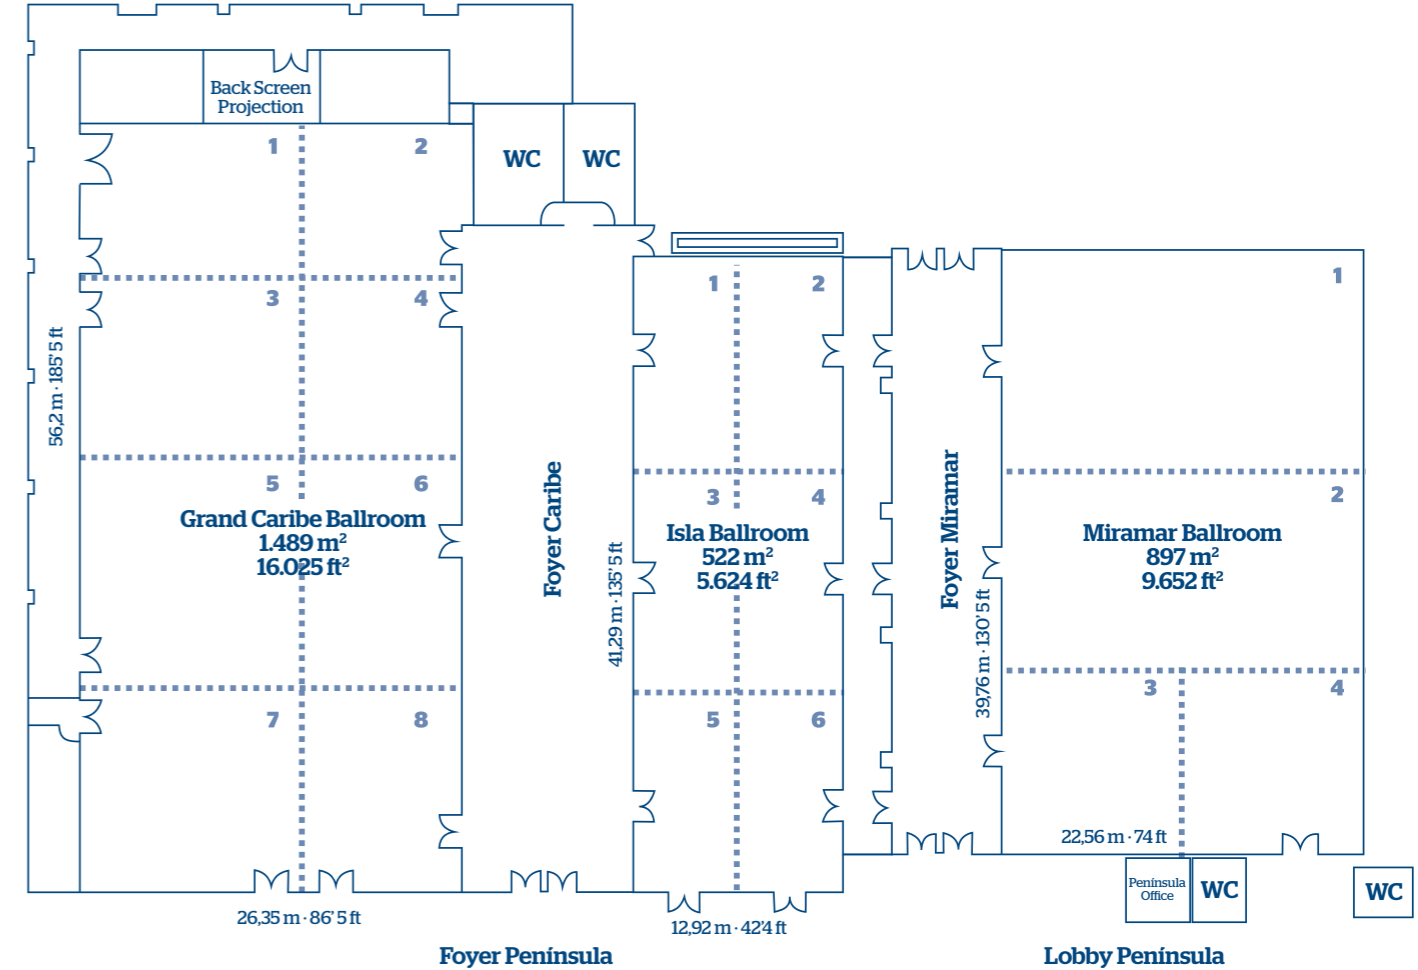 Back Screen
Projection
WC
WC
1
2
1
2
1
3
4
56,2 m · 185' 5 ft
5
6
3
4
2
Grand Caribe Ballroom
1.489 m²
16.025 ft²
Foyer Caribe
41,29 m · 135' 5 ft
Isla Ballroom
522 m²
5.624 ft²
Foyer Miramar
39,76 m · 130' 5 ft
Miramar Ballroom
897 m²
9.652 ft²
7
8
5
6
3
4
22,56 m · 74 ft
Peninsula
Office
WC
WC
26,35 m · 86' 5 ft
12,92 m · 42'4 ft
Foyer Península
Lobby Península